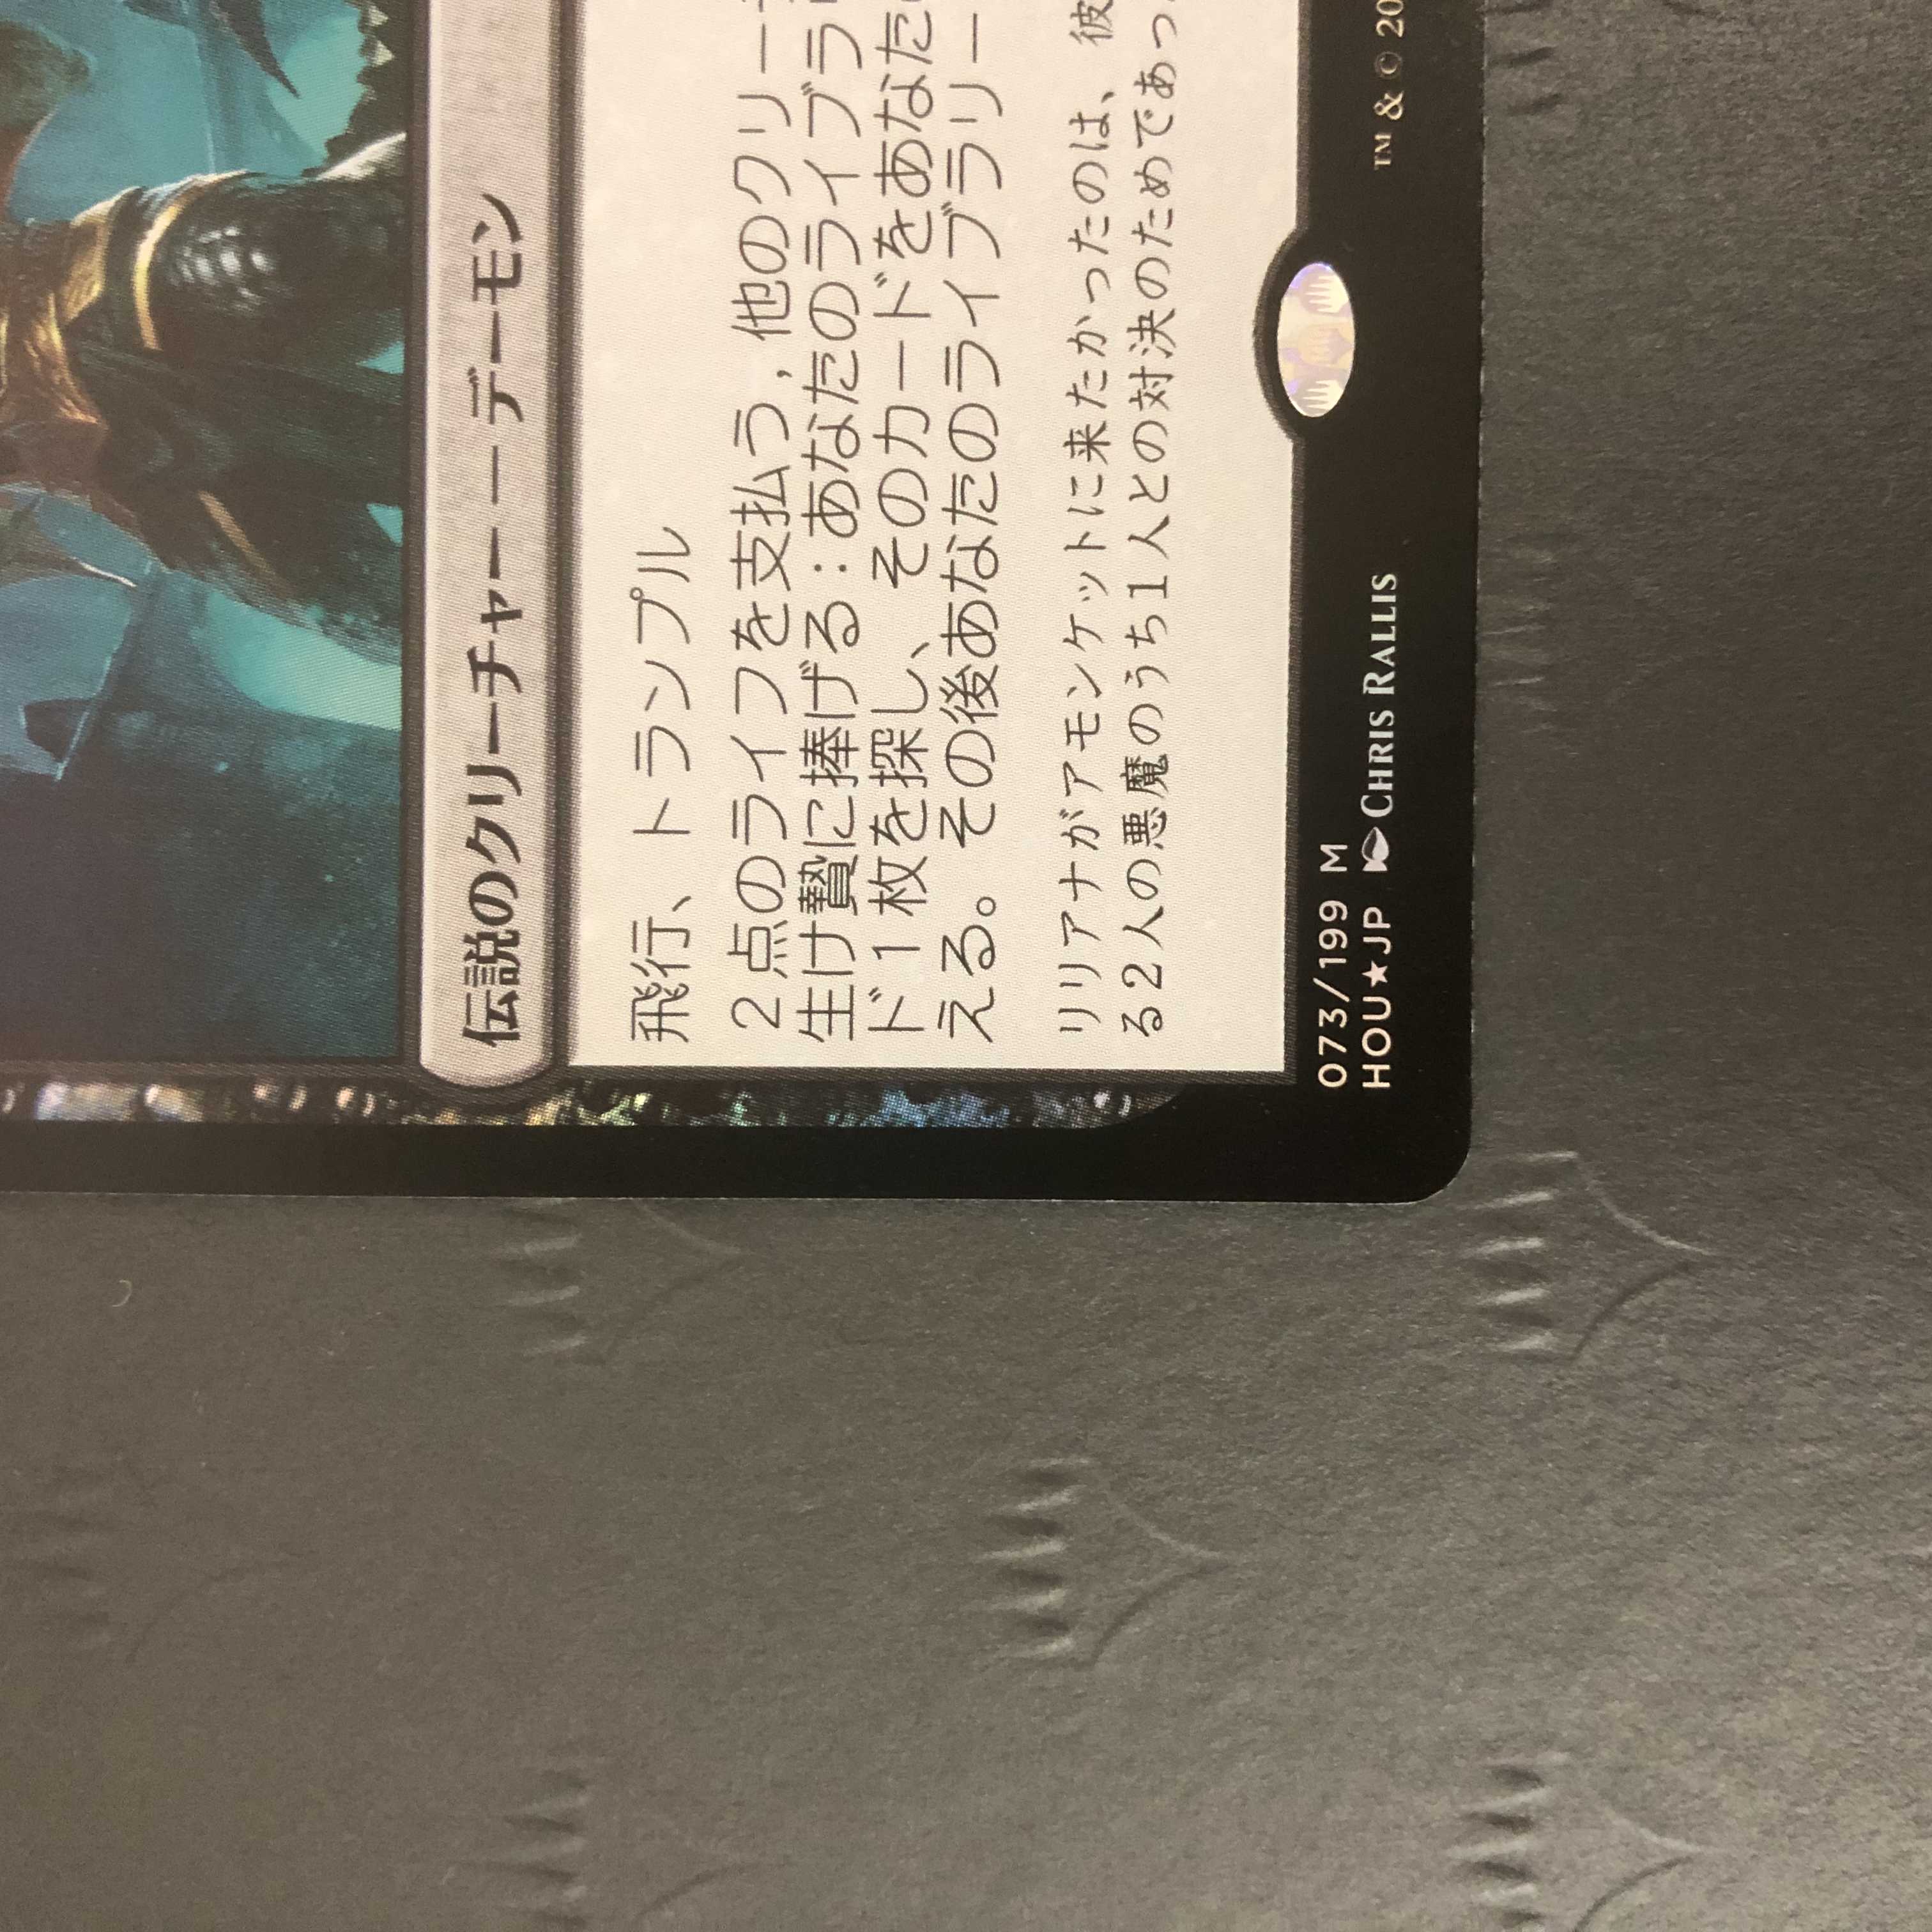 伝説のクリーチャー — デーモン
飛行、トランプル
２点のライフを支払う, 他のクリー
生け贄に捧げる：あなたのライブラ
ド１枚を探し、そのカードをあなた
える。その後あなたのライブラリー
リリアナがアモンケットに来たかったのは、彼
る２人の悪魔のうち１人との対決のためであっ
073/199 M
HOU★JP CHRIS RALLIS
™ & © 20